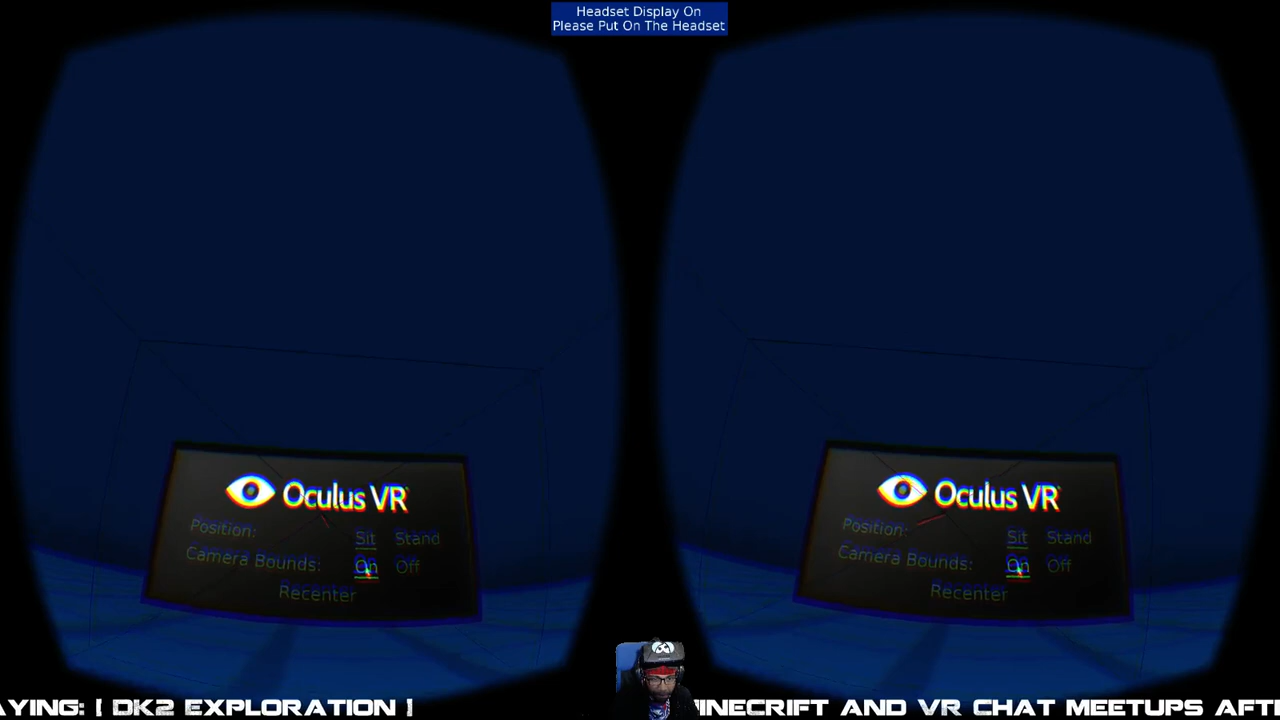 Headset Display On
Please Put On The Headset
Oculus VR
Position: Sit Stand
Camera Bounds: On Off
Recenter
Oculus VR
Position: Sit Stand
Camera Bounds: On Off
Recenter
AYING: [ DK2 EXPLORATION ]
INECRIFT AND VR CHAT MEETUPS AFT